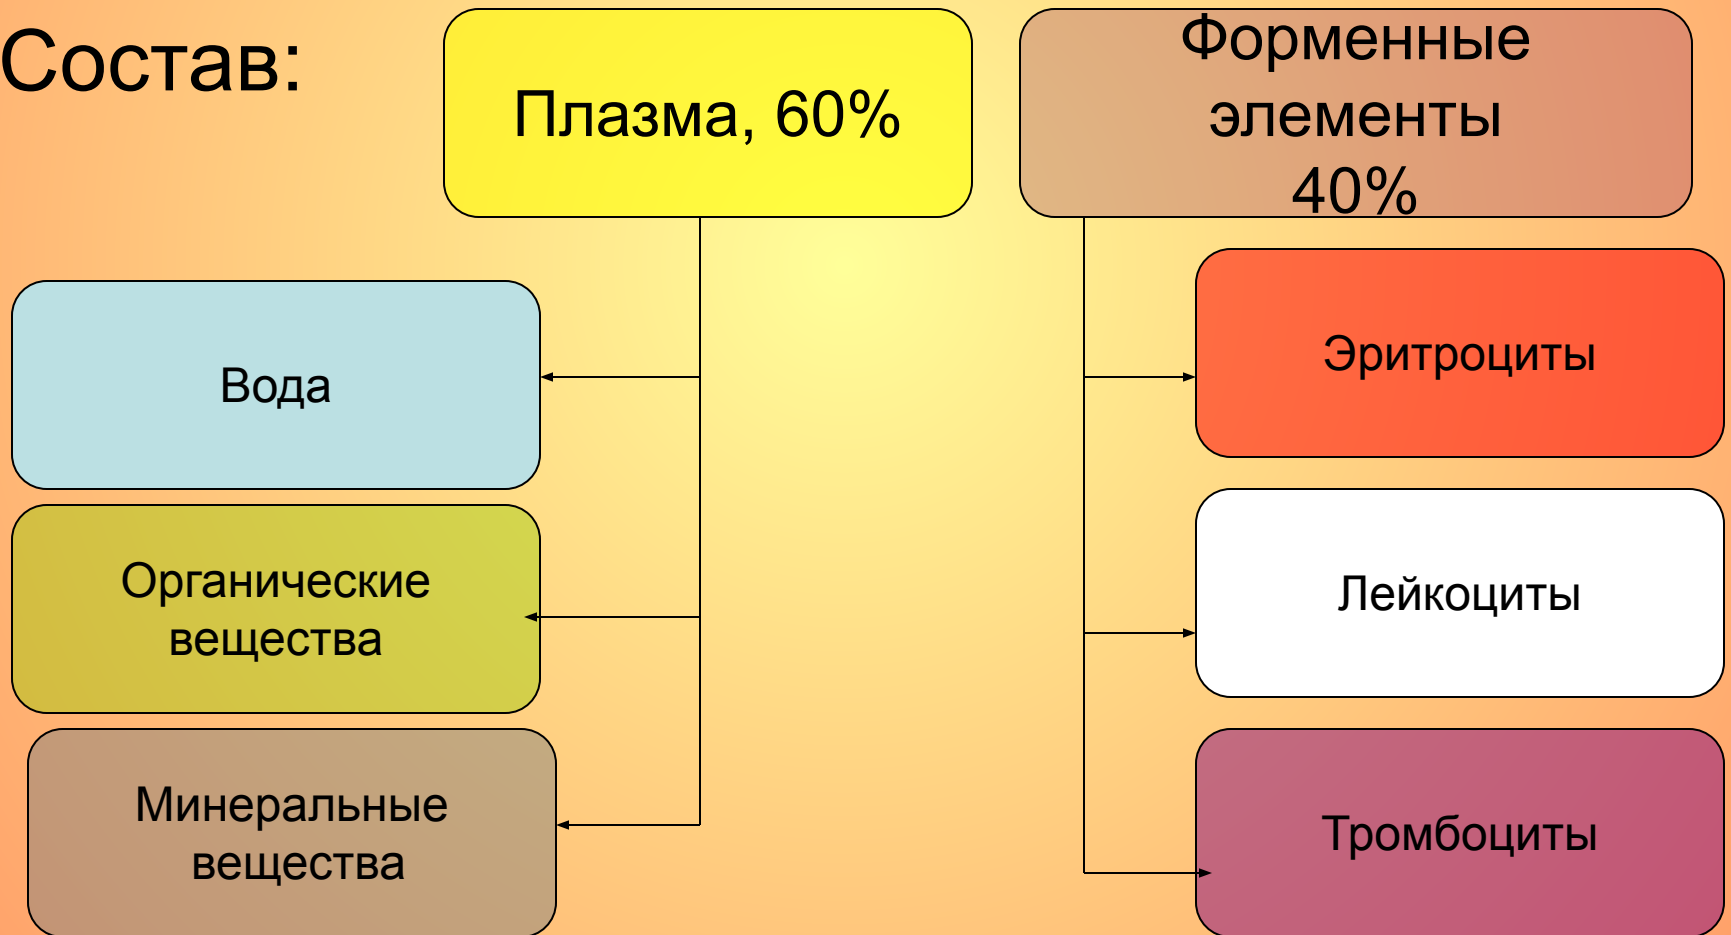 Состав:
Плазма, 60%
Форменные
элементы
40%
Вода
Органические
вещества
Минеральные
вещества
Эритроциты
Лейкоциты
Тромбоциты